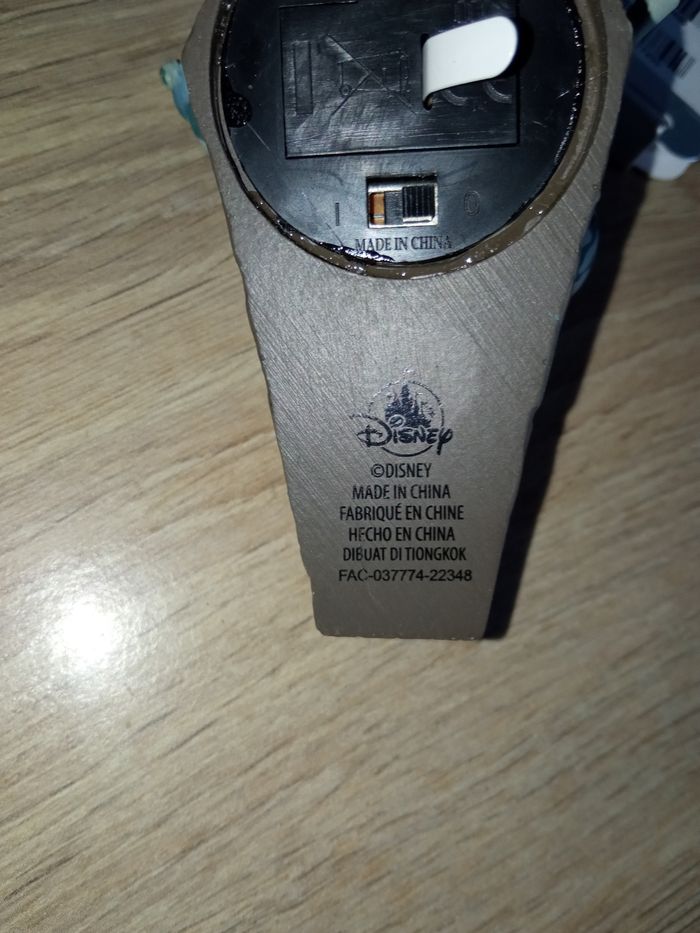 I O
MADE IN CHINA
Disney
©DISNEY
MADE IN CHINA
FABRIQUÉ EN CHINE
HECHO EN CHINA
DIBUAT DI TIONGKOK
FAC-037774-22348